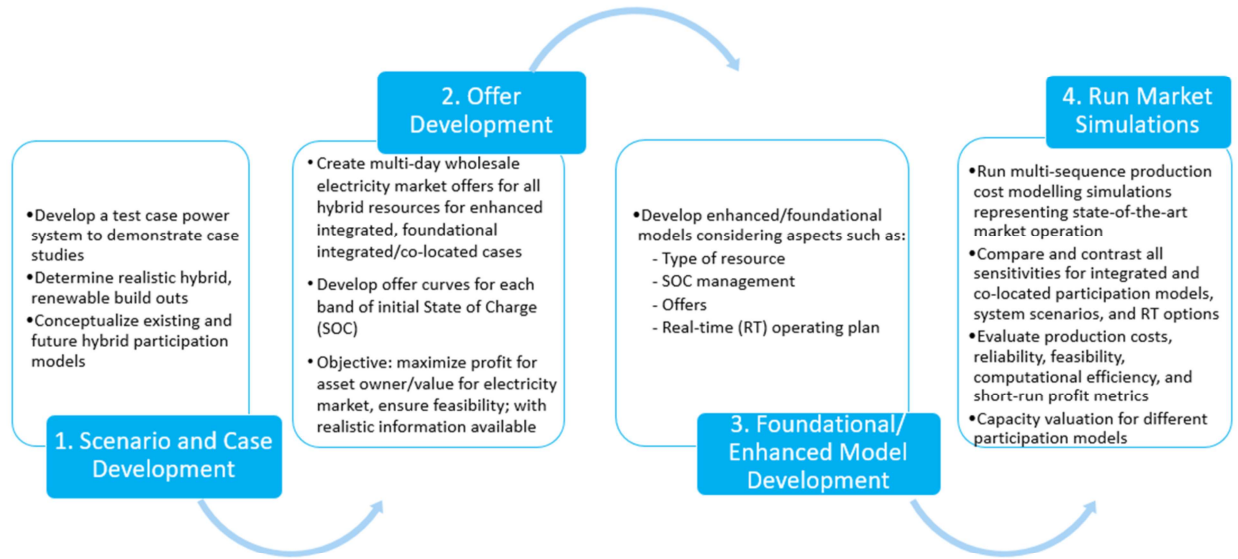 •Develop a test case power
system to demonstrate case
studies
•Determine realistic hybrid,
renewable build outs
•Conceptualize existing and
future hybrid participation
models
1. Scenario and Case
Development
2. Offer
Development
•Create multi-day wholesale
electricity market offers for all
hybrid resources for enhanced
integrated, foundational
integrated/co-located cases
•Develop offer curves for each
band of initial State of Charge
(SOC)
•Objective: maximize profit for
asset owner/value for electricity
market, ensure feasibility; with
realistic information available
•Develop enhanced/foundational
models considering aspects such as:
- Type of resource
- SOC management
- Offers
- Real-time (RT) operating plan
3. Foundational/
Enhanced Model
Development
4. Run Market
Simulations
•Run multi-sequence production
cost modelling simulations
representing state-of-the-art
market operation
•Compare and contrast all
sensitivities for integrated and
co-located participation models,
system scenarios, and RT options
•Evaluate production costs,
reliability, feasibility,
computational efficiency, and
short-run profit metrics
•Capacity valuation for different
participation models